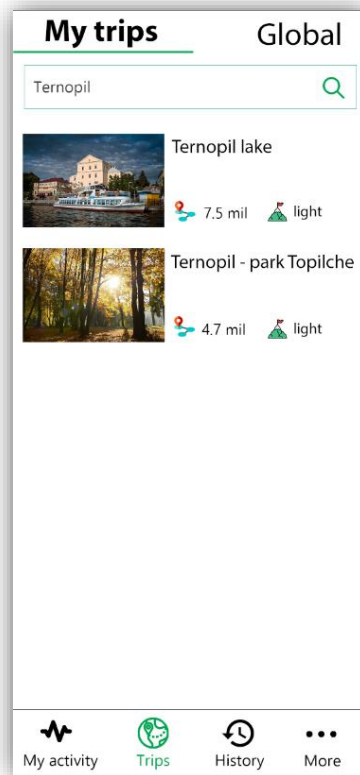 My trips Global
Ternopil
Ternopil lake
7.5 mil light
Ternopil - park Topilche
4.7 mil light
My activity Trips History More